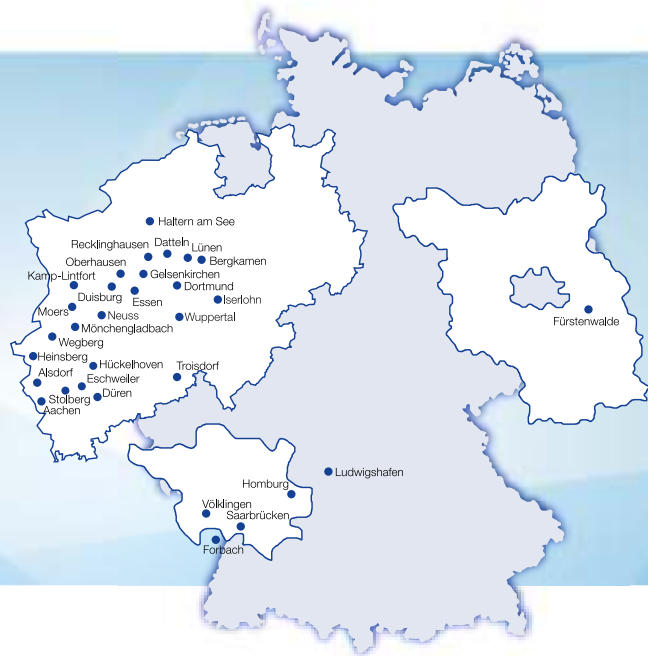 Haltern am See
Recklinghausen
Datteln
Lünen
Bergkamen
Oberhausen
Gelsenkirchen
Kamp-Lintfort
Dortmund
Duisburg
Essen
Iserlohn
Moers
Neuss
Wuppertal
Mönchengladbach
Wegberg
Heinsberg
Hückelhoven
Troisdorf
Alsdorf
Eschweiler
Stolberg
Düren
Aachen
Fürstenwalde
Ludwigshafen
Homburg
Völklingen
Saarbrücken
Forbach